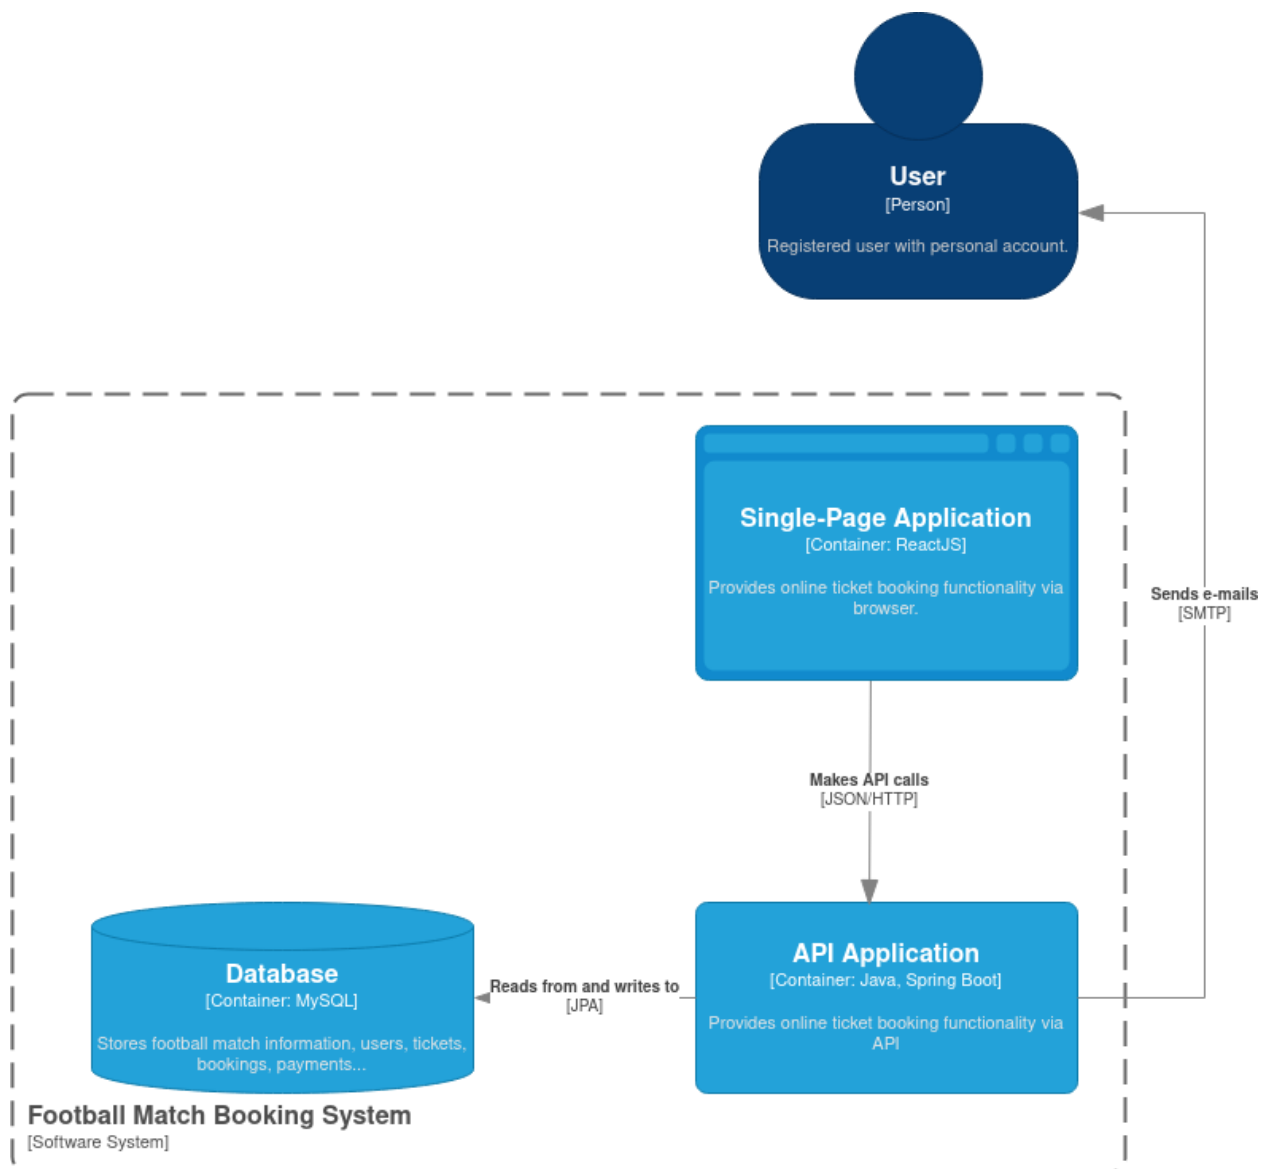 User
[Person]
Registered user with personal account.
Single-Page Application
[Container: ReactJS]
Provides online ticket booking functionality via
browser.
Sends e-mails
[SMTP]
Makes API calls
[JSON/HTTP]
Database
[Container: MySQL]
Stores football match information, users, tickets,
bookings, payments...
Reads from and writes to
[JPA]
API Application
[Container: Java, Spring Boot]
Provides online ticket booking functionality via
API
Football Match Booking System
[Software System]